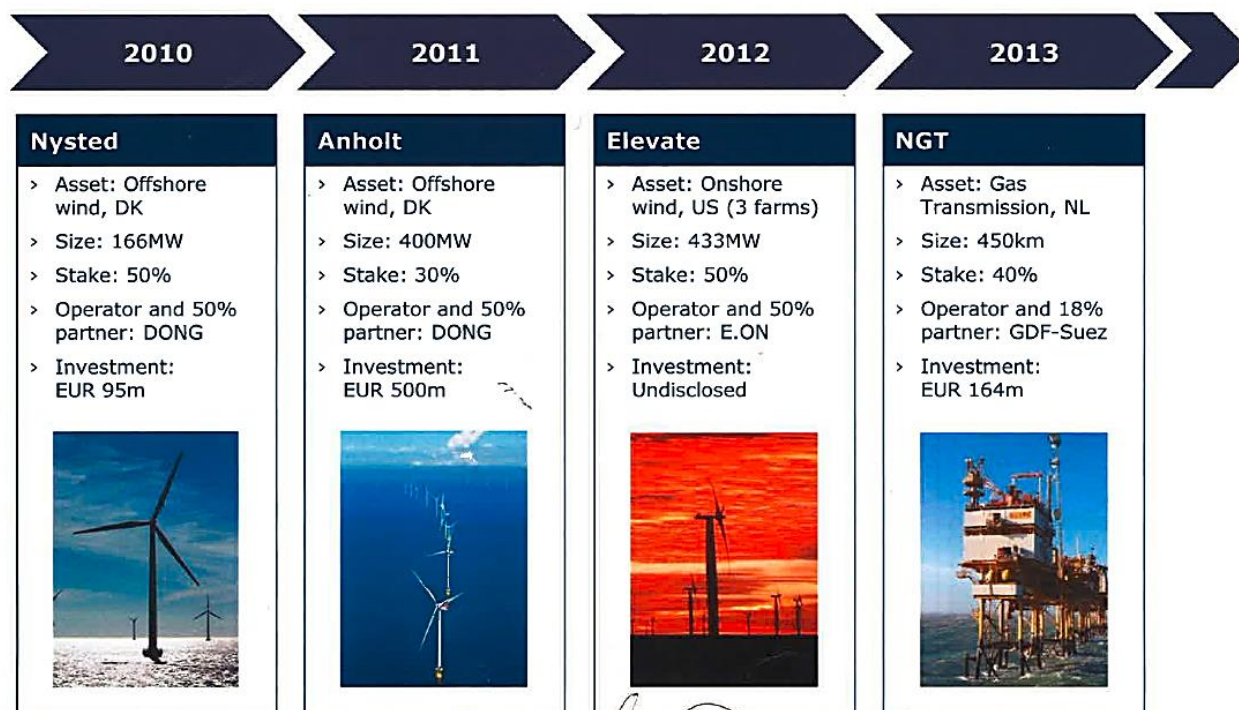 2010
2011
2012
2013
Nysted
> Asset: Offshore
wind, DK
> Size: 166MW
> Stake: 50%
> Operator and 50%
partner: DONG
> Investment:
EUR 95m
Anholt
> Asset: Offshore
wind, DK
> Size: 400MW
> Stake: 30%
> Operator and 50%
partner: DONG
> Investment:
EUR 500m
Elevate
> Asset: Onshore
wind, US (3 farms)
> Size: 433MW
> Stake: 50%
> Operator and 50%
partner: E.ON
> Investment:
Undisclosed
NGT
> Asset: Gas
Transmission, NL
> Size: 450km
> Stake: 40%
> Operator and 18%
partner: GDF-Suez
> Investment:
EUR 164m